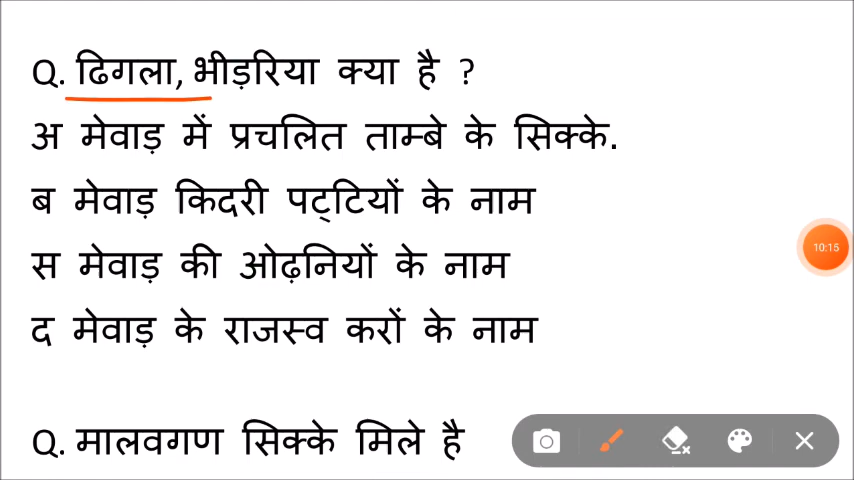 Q. ढिगला, भीड़रिया क्या है ?
अ मेवाड़ में प्रचलित ताम्बे के सिक्के.
ब मेवाड़ किदरी पट्टियों के नाम
स मेवाड़ की ओढ़नियों के नाम
10:15
द मेवाड़ के राजस्व करों के नाम
Q. मालवगण सिक्के मिले है